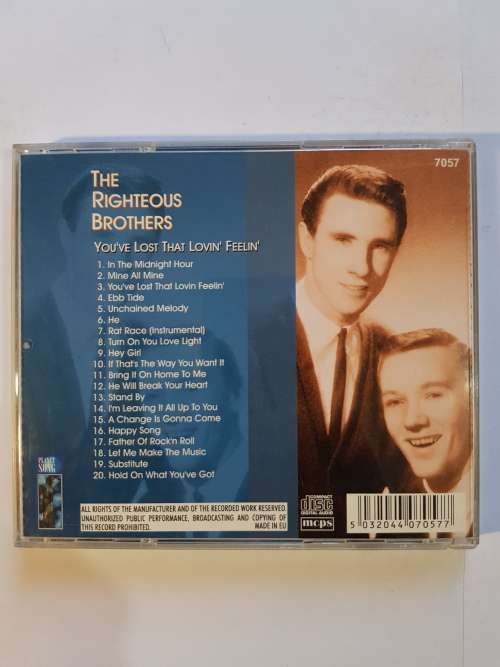 7057
THE
RIGHTEOUS
BROTHERS
YOU'VE LOST THAT LOVIN' FEELIN'
1. In The Midnight Hour
2. Mine All Mine
3. You've Lost That Lovin' Feelin'
4. Ebb Tide
5. Unchained Melody
6. He
7. Rat Race (Instrumental)
8. Turn On You Love Light
9. Hey Girl
10. If That's The Way You Want It
11. Bring It On Home To Me
12. He Will Break Your Heart
13. Stand By
14. I'm Leaving It All Up To You
15. A Change Is Gonna Come
16. Happy Song
17. Father Of Rock'n Roll
18. Let Me Make The Music
19. Substitute
20. Hold On What You've Got
PLANET
SONG
ALL RIGHTS OF THE MANUFACTURER AND OF THE RECORDED WORK RESERVED.
UNAUTHORIZED PUBLIC PERFORMANCE, BROADCASTING AND COPYING OF
THIS RECORD PROHIBITED. MADE IN EU
COMPACT
disc
DIGITAL AUDIO
mcps
5 032044 070577